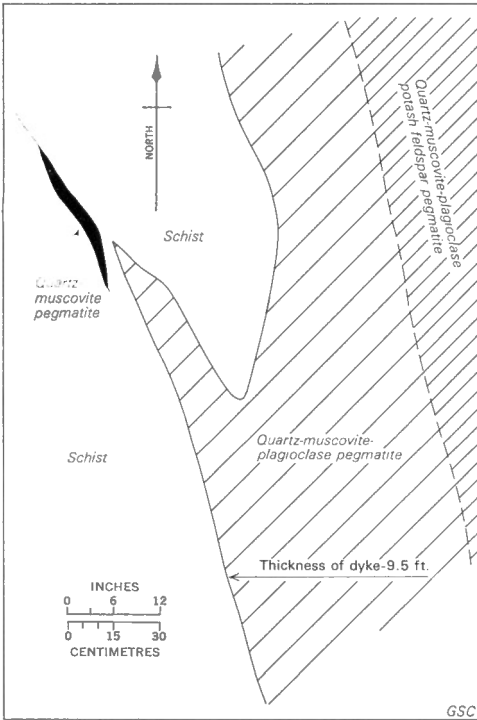 Quartz-muscovite-plagioclase
potash feldspar pegmatite
NORTH
Schist
Quartz
muscovite
pegmatite
Quartz-muscovite-
plagioclase pegmatite
Schist
Thickness of dyke-9.5 ft.
INCHES
0 6 12
0 15 30
CENTIMETRES
GSC